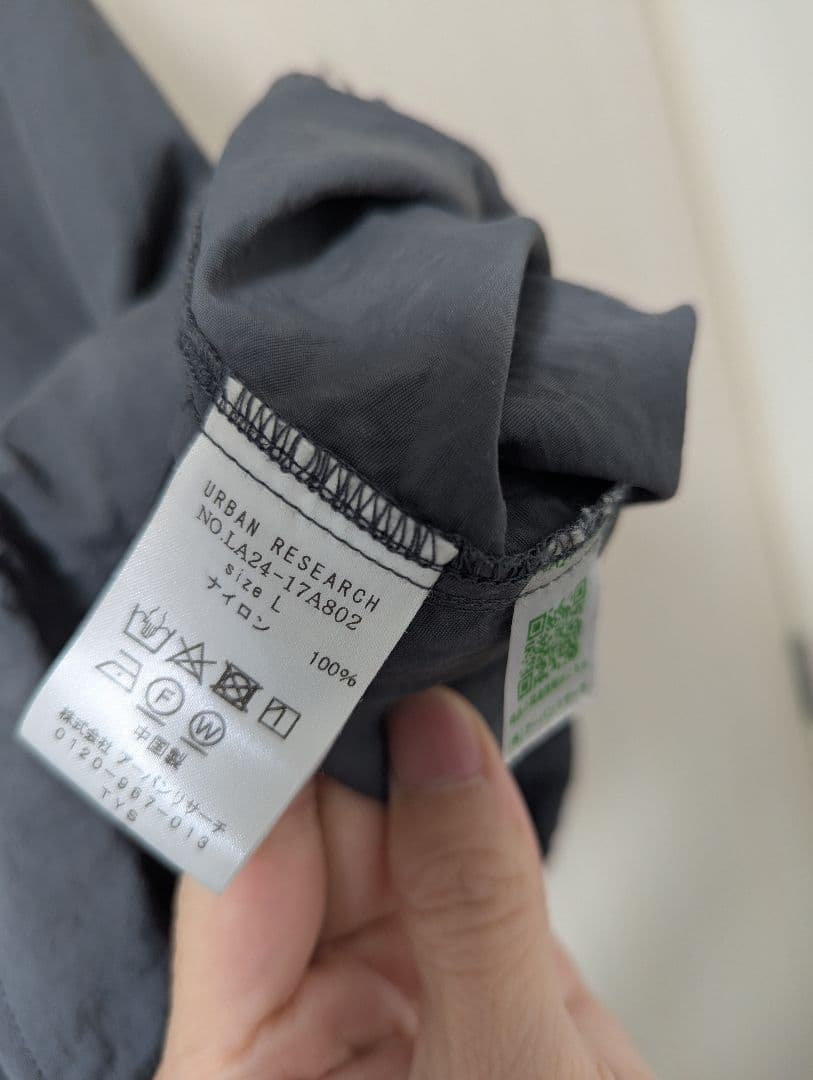 URBAN RESEARCH
NO.LA24-17A802
size L
ナイロン
100%
F
W
中国製
株式会社 アーバンリサーチ
0120-967-013
TYS